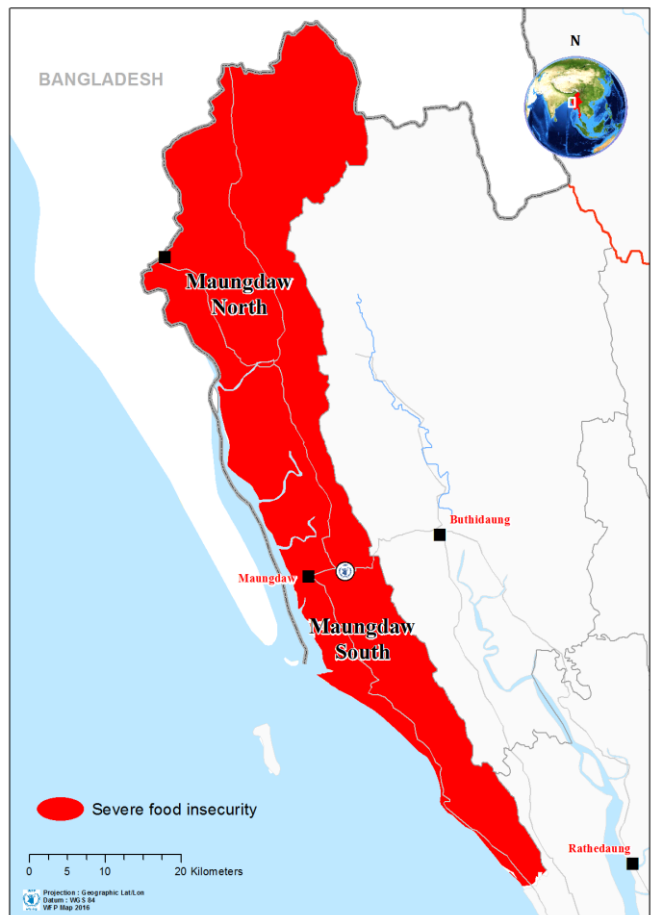 N
BANGLADESH
Maungdaw
North
Buthidaung
Maungdaw
Maungdaw
South
Severe food insecurity
0 5 10 20 Kilometers
Rathedaung
Projection : Geographic Lat/Lon
Datum : WGS 84
WFP Map 2016